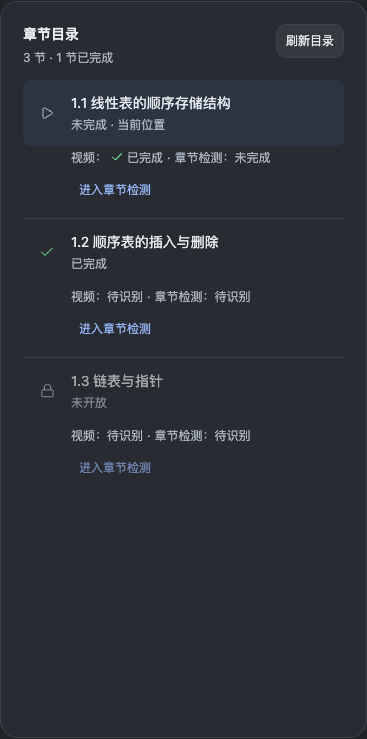 章节目录
刷新目录
3 节 · 1 节已完成
1.1 线性表的顺序存储结构
未完成 · 当前位置
视频： ✓ 已完成 · 章节检测：未完成
进入章节检测
1.2 顺序表的插入与删除
已完成
视频：待识别 · 章节检测：待识别
进入章节检测
1.3 链表与指针
未开放
视频：待识别 · 章节检测：待识别
进入章节检测